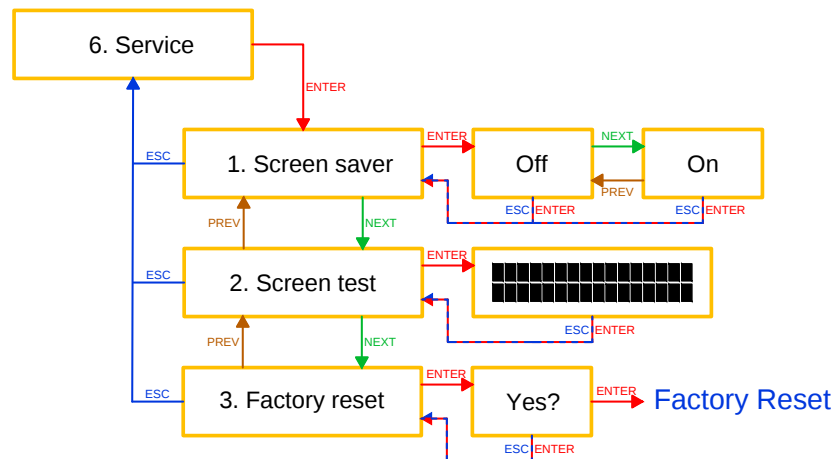 6. Service
ENTER
ESC
1. Screen saver
ENTER
Off
NEXT
PREV
On
ESC ENTER
ESC ENTER
PREV
NEXT
ESC
2. Screen test
ENTER
ESC ENTER
PREV
NEXT
ESC
3. Factory reset
ENTER
Yes?
ENTER
Factory Reset
ESC ENTER